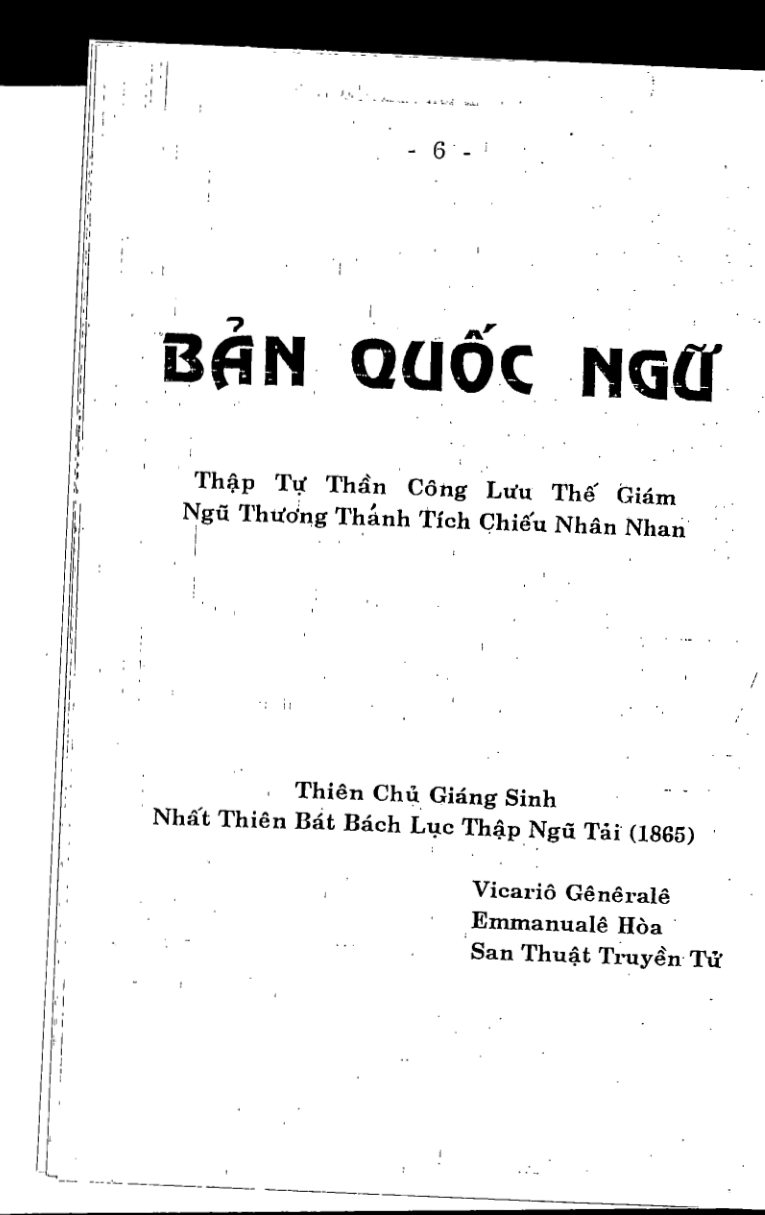 - 6 -
BẢN QUỐC NGỮ
Thập Tự Thần Công Lưu Thế Giám
Ngũ Thương Thánh Tích Chiếu Nhân Nhan
Thiên Chủ Giáng Sinh
Nhất Thiên Bát Bách Lục Thập Ngũ Tải (1865)
Vicariô Gênêralê
Emmanualê Hòa
San Thuật Truyền Tử